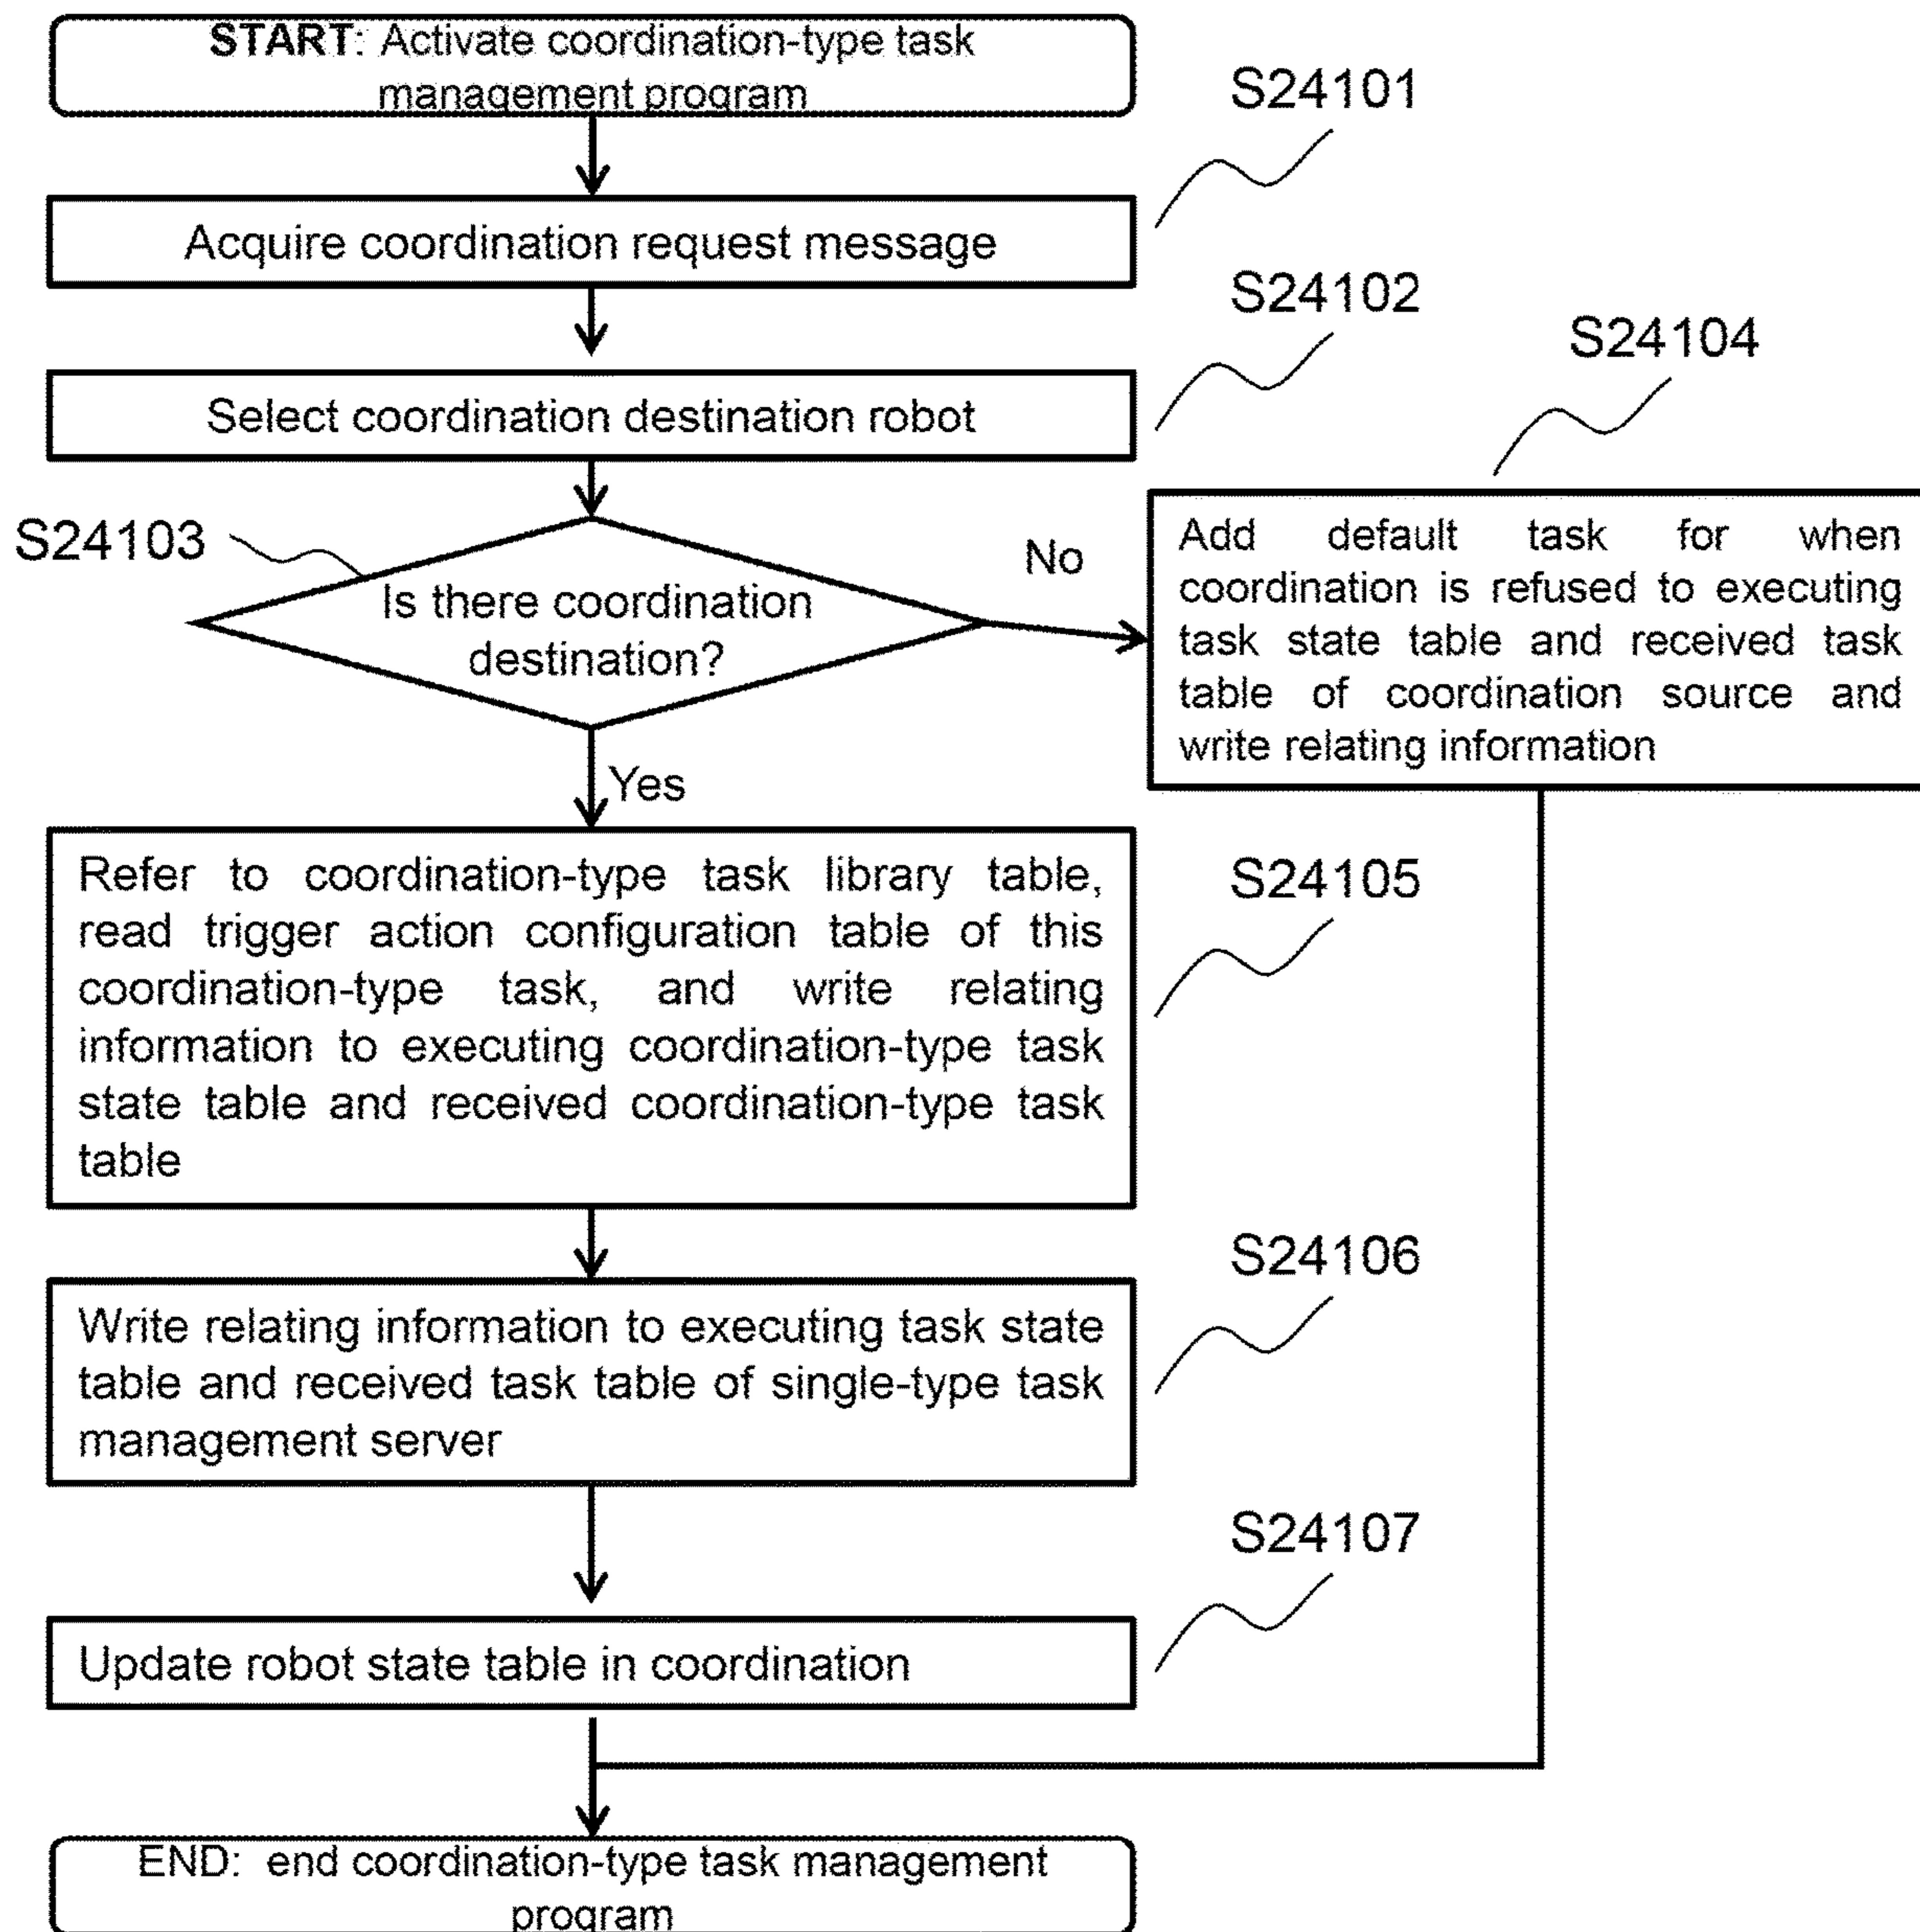 START: Activate coordination-type task
management program
S24101
Acquire coordination request message
S24102
Select coordination destination robot
S24103
Is there coordination
destination?
No
S24104
Add default task for when
coordination is refused to executing
task state table and received task
table of coordination source and
write relating information
Yes
Refer to coordination-type task library table,
read trigger action configuration table of this
coordination-type task, and write relating
information to executing coordination-type task
state table and received coordination-type task
table
S24105
Write relating information to executing task state
table and received task table of single-type task
management server
S24106
Update robot state table in coordination
S24107
END: end coordination-type task management
program